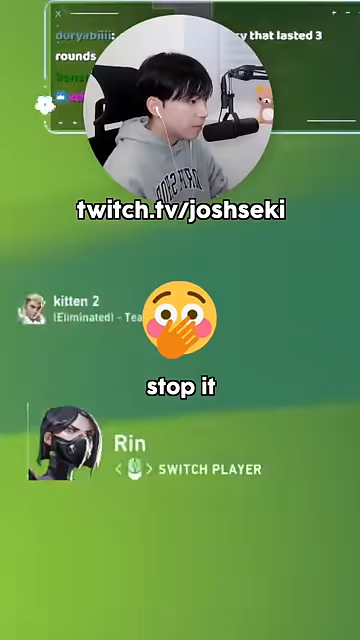 ouryabiiii: y that lasted 3
rounds
twitch.tv/joshseki
kitten 2
(Eliminated) - Tea
stop it
Rin
< > SWITCH PLAYER